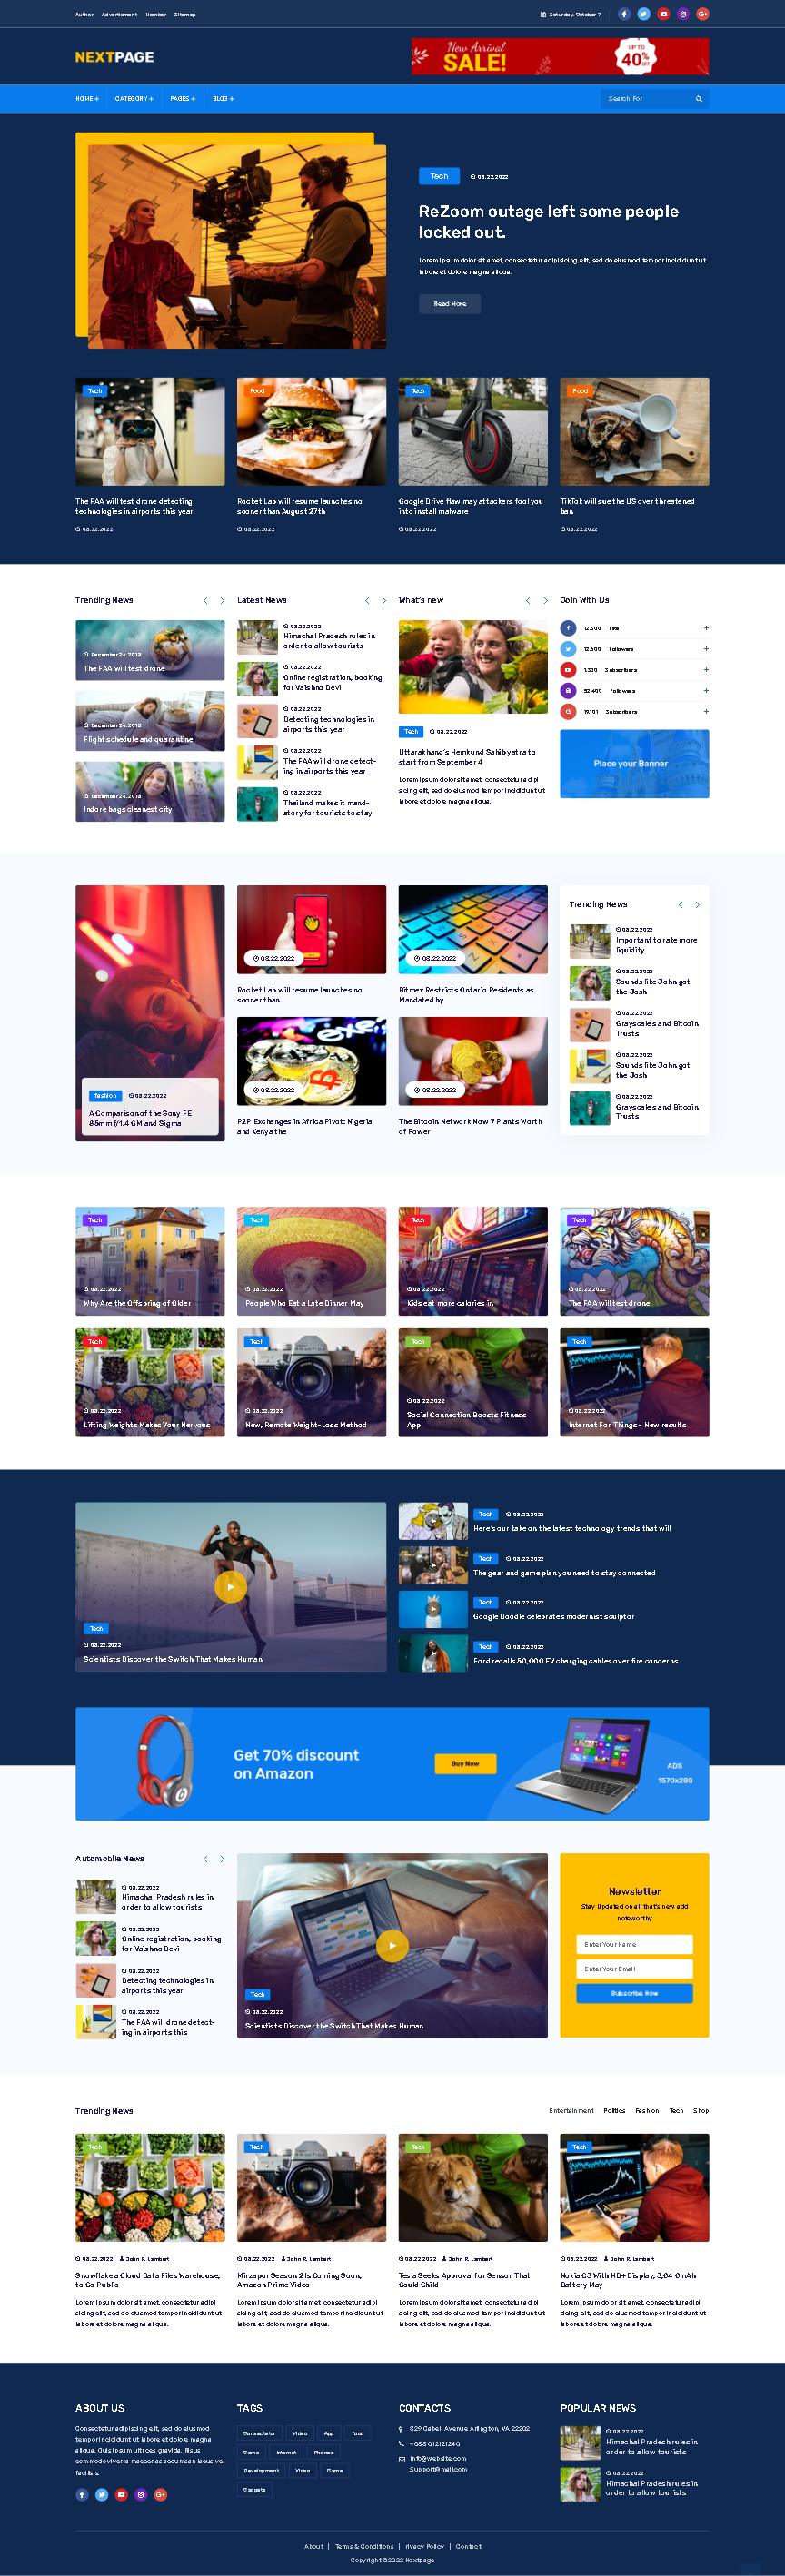 Author Advertisment Member Sitemap
Saturday, October 7
NEXTPAGE
New Arrival
SALE!
UP TO
40%
HOME + CATEGORY + PAGES + BLOG +
Search For
Tech 03.22.2022
ReZoom outage left some people
locked out.
Lorem ipsum dolor sit amet, consectetur adipisicing elit, sed do eiusmod tempor incididunt ut
labore et dolore magna aliqua.
Read More
Tech
The FAA will test drone detecting
technologies in airports this year
03.22.2022
Food
Rocket Lab will resume launches no
sooner than August 27th
03.22.2022
Tech
Google Drive flaw may attackers fool you
into install malware
03.22.2022
Food
TikTok will sue the US over threatened
ban
03.22.2022
Trending News
December 26, 2018
The FAA will test drone
December 26, 2018
Flight schedule and quarantine
December 26, 2018
Indore bags cleanest city
Latest News
03.22.2022
Himachal Pradesh rules in
order to allow tourists
03.22.2022
Online registration, booking
for Vaishno Devi
03.22.2022
Detecting technologies in
airports this year
03.22.2022
The FAA will drone detect-
ing in airports this year
03.22.2022
Thailand makes it mand-
atory for tourists to stay
What's new
Tech 03.22.2022
Uttarakhand's Hemkund Sahib yatra to
start from September 4
Lorem ipsum dolor sit amet, consectetur adipi
sicing elit, sed do eiusmod tempor incididunt ut
labore et dolore magna aliqua.
Join With Us
12,300 Like +
12,600 Followers +
1,300 Subscribers +
52,400 Followers +
19,101 Subscribers +
Place your Banner
Fashion 03.22.2022
A Comparison of the Sony FE
85mm f/1.4 GM and Sigma
03.22.2022
Rocket Lab will resume launches no
sooner than
03.22.2022
Bitmex Restricts Ontario Residents as
Mandated by
03.22.2022
P2P Exchanges in Africa Pivot: Nigeria
and Kenya the
03.22.2022
The Bitcoin Network Now 7 Plants Worth
of Power
Trending News
03.22.2022
Important to rate more
liquidity
03.22.2022
Sounds like John got
the Josh
03.22.2022
Grayscale's and Bitcoin
Trusts
03.22.2022
Sounds like John got
the Josh
03.22.2022
Grayscale's and Bitcoin
Trusts
Tech
03.22.2022
Why Are the Offspring of Older
Tech
03.22.2022
People Who Eat a Late Dinner May
Tech
03.22.2022
Kids eat more calories in
Tech
03.22.2022
The FAA will test drone
Tech
03.22.2022
Lifting Weights Makes Your Nervous
Tech
03.22.2022
New, Remote Weight-Loss Method
Tech
03.22.2022
Social Connection Boosts Fitness
App
Tech
03.22.2022
Internet For Things - New results
Tech
03.22.2022
Scientists Discover the Switch That Makes Human
Tech 03.22.2022
Here's our take on the latest technology trends that will
Tech 03.22.2022
The gear and game plan you need to stay connected
Tech 03.22.2022
Google Doodle celebrates modernist sculptor
Tech 03.22.2022
Ford recalls 50,000 EV charging cables over fire concerns
Get 70% discount
on Amazon
Buy Now
ADS
1570x280
Automobile News
03.22.2022
Himachal Pradesh rules in
order to allow tourists
03.22.2022
Online registration, booking
for Vaishno Devi
03.22.2022
Detecting technologies in
airports this year
03.22.2022
The FAA will drone detect-
ing in airports this
Tech
03.22.2022
Scientists Discover the Switch That Makes Human
Newsletter
Stay Updated on all that's new add
noteworthy
Enter Your Name
Enter Your Email
Subscribe Now
Trending News
Entertainment Politics Fashion Tech Shop
Tech
03.22.2022 John R. Lambert
Snowflake a Cloud Data Files Warehouse,
to Go Public
Lorem ipsum dolor sit amet, consectetur adipi
sicing elit, sed do eiusmod tempor incididunt ut
labore et dolore magna aliqua.
Tech
03.22.2022 John R. Lambert
Mirzapur Season 2 Is Coming Soon,
Amazon Prime Video
Lorem ipsum dolor sit amet, consectetur adipi
sicing elit, sed do eiusmod tempor incididunt ut
labore et dolore magna aliqua.
Tech
03.22.2022 John R. Lambert
Tesla Seeks Approval for Sensor That
Could Child
Lorem ipsum dolor sit amet, consectetur adipi
sicing elit, sed do eiusmod tempor incididunt ut
labore et dolore magna aliqua.
Tech
03.22.2022 John R. Lambert
Nokia C3 With HD+ Display, 3,04 0mAh
Battery May
Lorem ipsum dolor sit amet, consectetur adipi
sicing elit, sed do eiusmod tempor incididunt ut
labore et dolore magna aliqua.
ABOUT US
Consectetur adipisicing elit, sed do eiusmod
tempor incididunt ut labore et dolore magna
aliqua. Quis ipsum ultrices gravida. Risus
commodo viverra maecenas accumsan lacus vel
facilisis.
TAGS
Consectetur Video App Food
Game Internet Phones
Development Video Game
Gadgets
CONTACTS
829 Cabell Avenue Arlington, VA 22202
+088 012121240
info@website.com
Support@mail.com
POPULAR NEWS
03.22.2022
Himachal Pradesh rules in
order to allow tourists
03.22.2022
Himachal Pradesh rules in
order to allow tourists
About | Terms & Conditions | rivacy Policy | Contact
Copyright ©2022 Nextpage